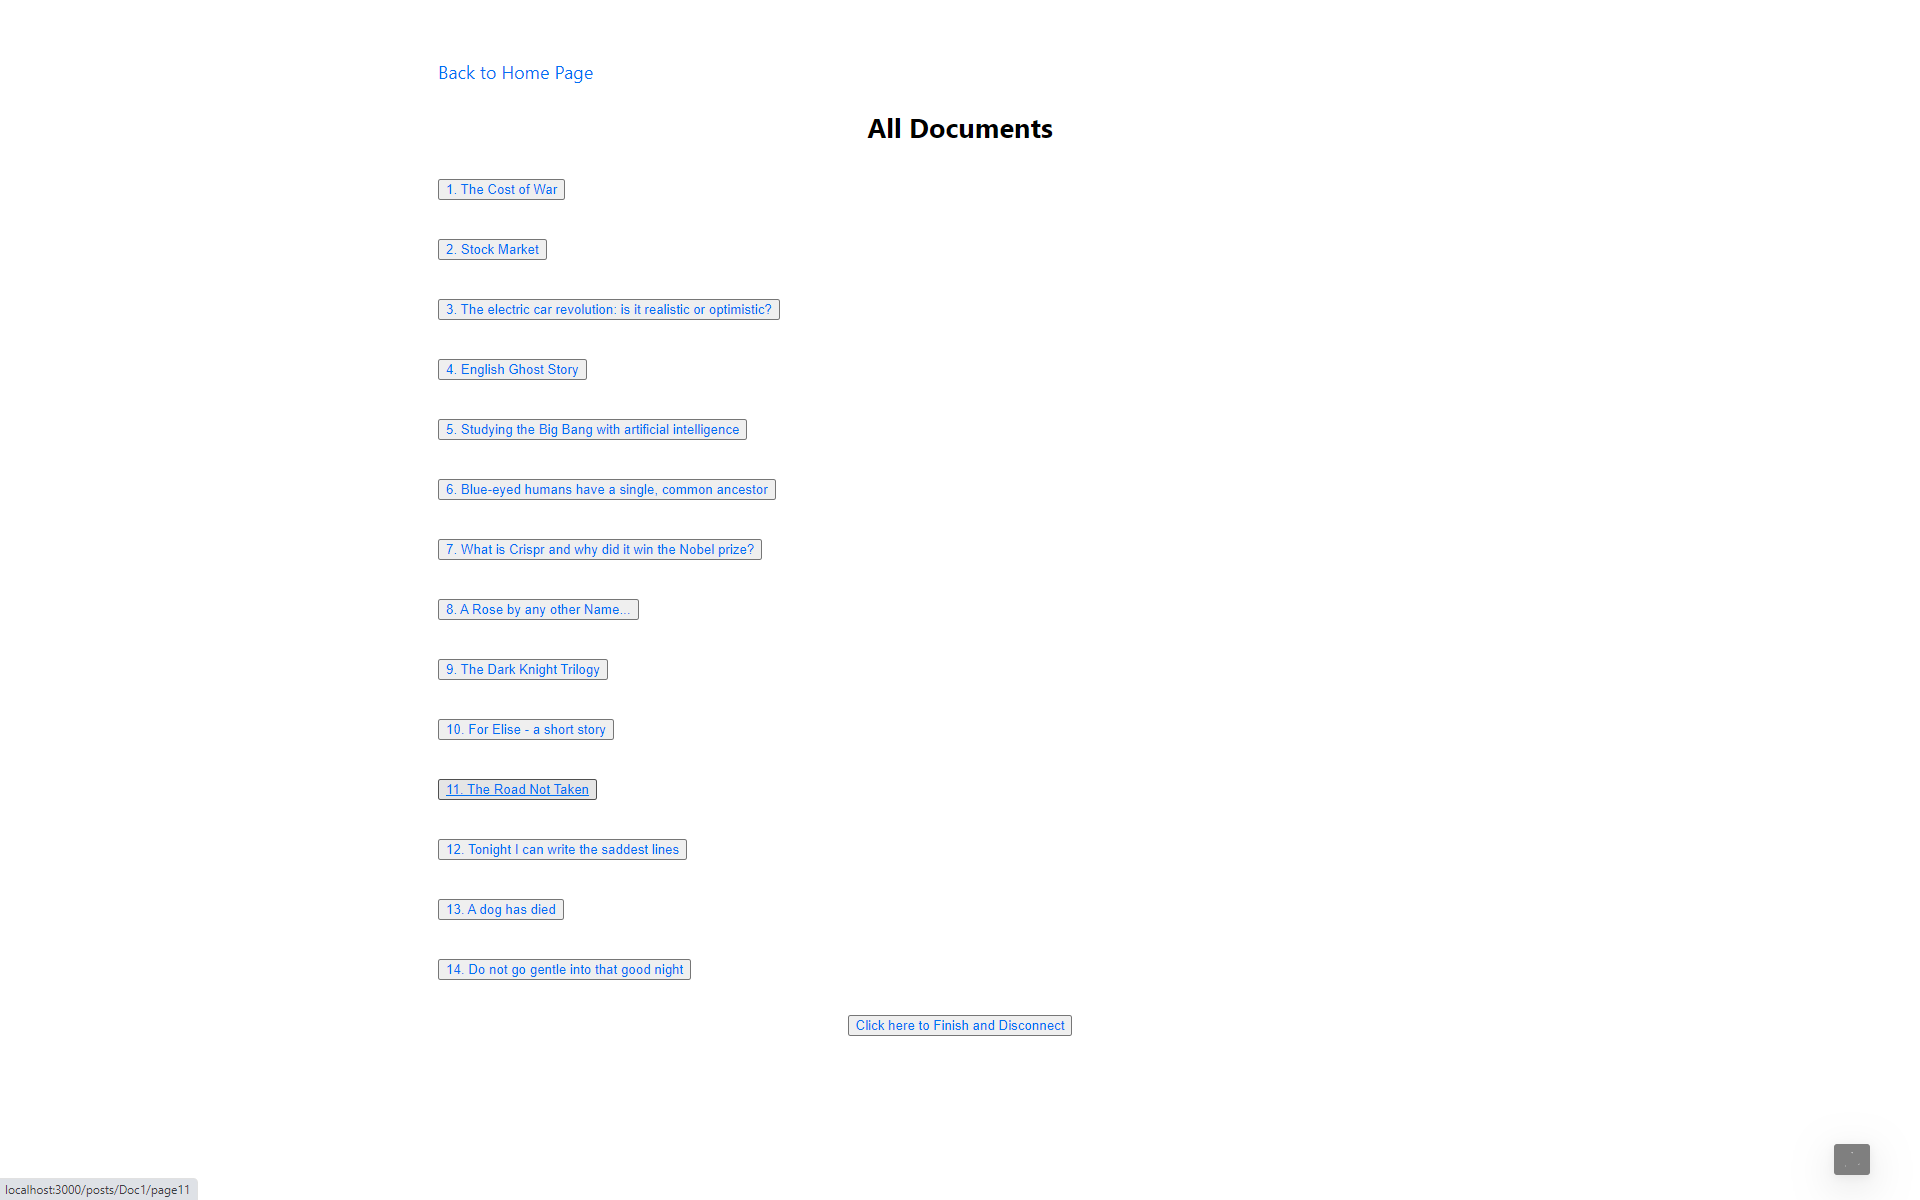 Back to Home Page
All Documents
1. The Cost of War
2. Stock Market
3. The electric car revolution: is it realistic or optimistic?
4. English Ghost Story
5. Studying the Big Bang with artificial intelligence
6. Blue-eyed humans have a single, common ancestor
7. What is Crispr and why did it win the Nobel prize?
8. A Rose by any other Name...
9. The Dark Knight Trilogy
10. For Elise - a short story
11. The Road Not Taken
12. Tonight I can write the saddest lines
13. A dog has died
14. Do not go gentle into that good night
Click here to Finish and Disconnect
localhost:3000/posts/Doc1/page11